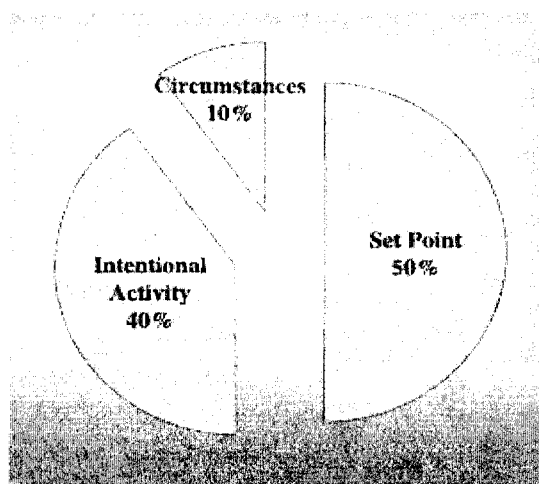 Circumstances
10%
Set Point
50%
Intentional
Activity
40%